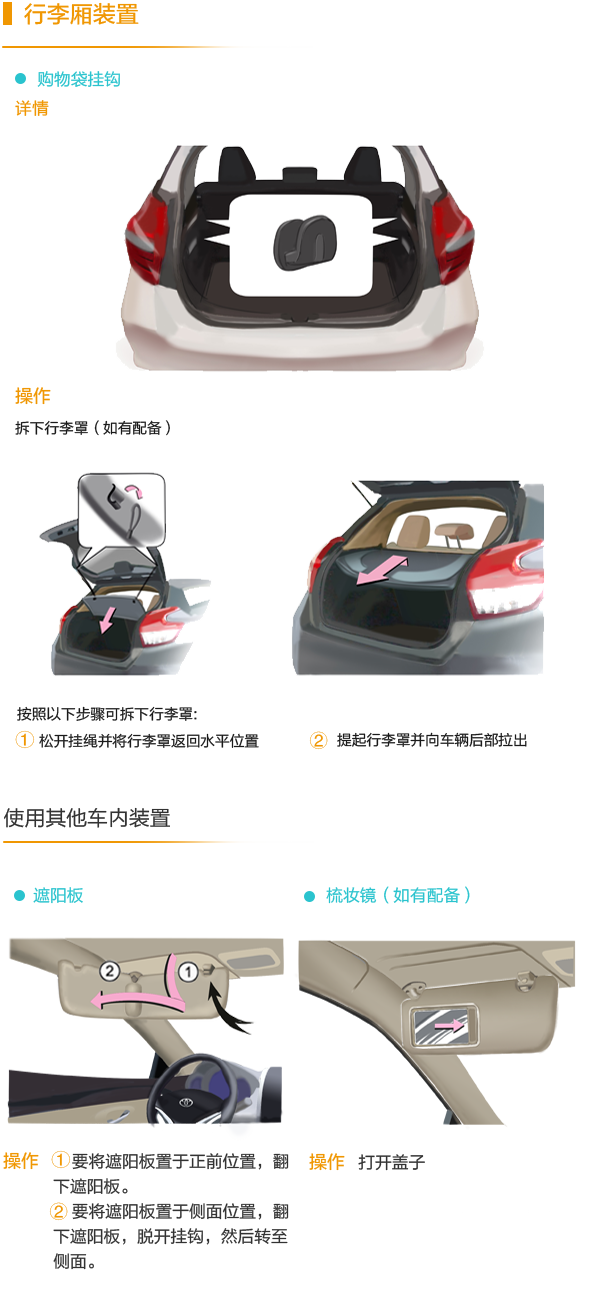 行李厢装置
购物袋挂钩
详情
操作
拆下行李罩（如有配备）
按照以下步骤可拆下行李罩:
① 松开挂绳并将行李罩返回水平位置
② 提起行李罩并向车辆后部拉出
使用其他车内装置
遮阳板
梳妆镜（如有配备）
② ①
操作 ①要将遮阳板置于正前位置，翻
下遮阳板。
②要将遮阳板置于侧面位置，翻
下遮阳板，脱开挂钩，然后转至
侧面。
操作 打开盖子